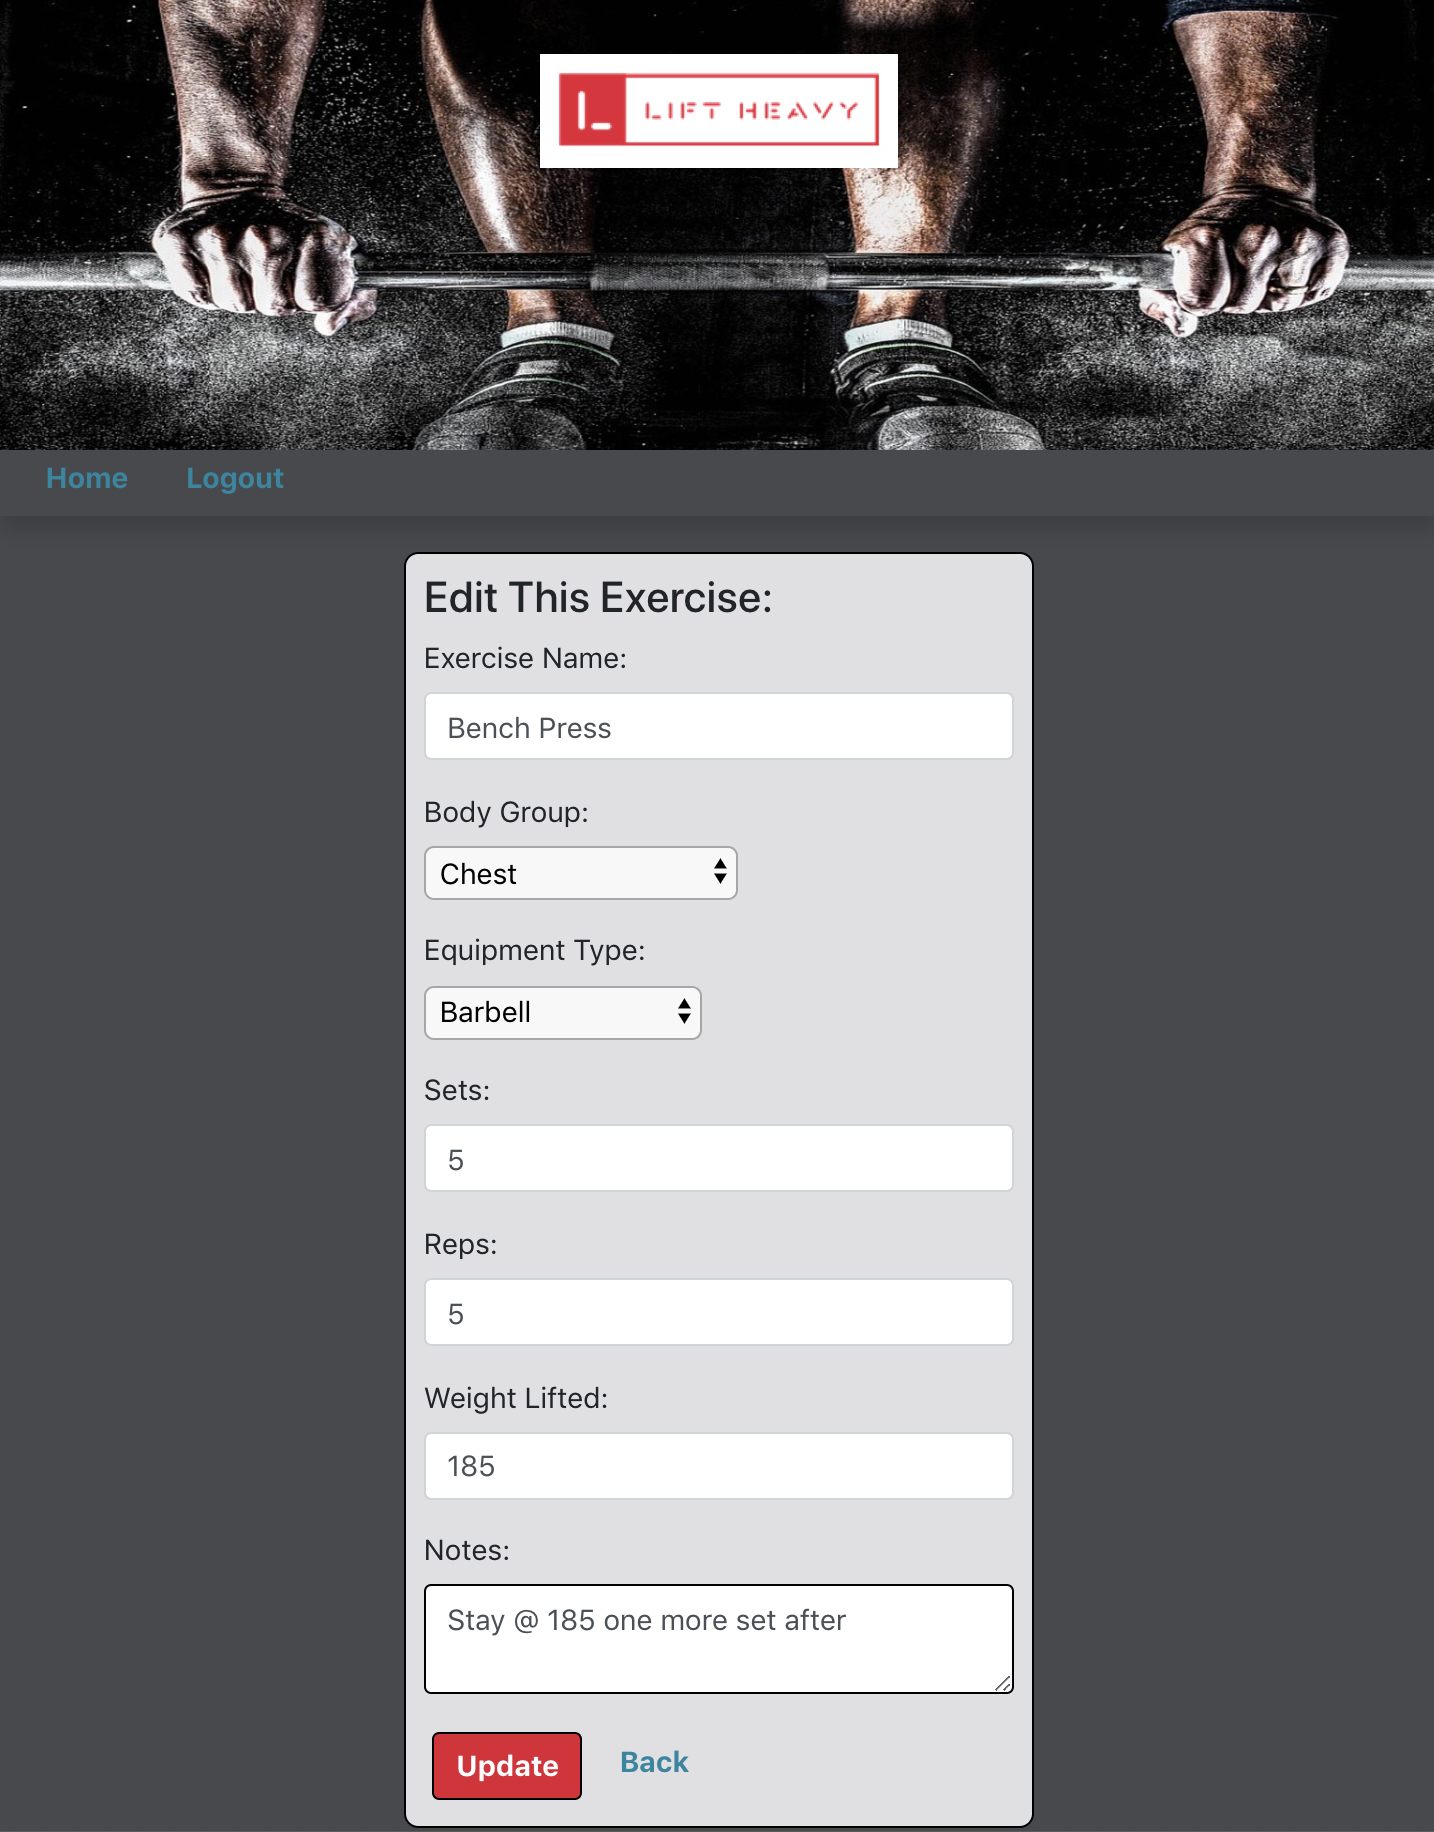 L
LIFT HEAVY
Home Logout
Edit This Exercise:
Exercise Name:
Bench Press
Body Group:
Chest
Equipment Type:
Barbell
Sets:
5
Reps:
5
Weight Lifted:
185
Notes:
Stay @ 185 one more set after
Update Back